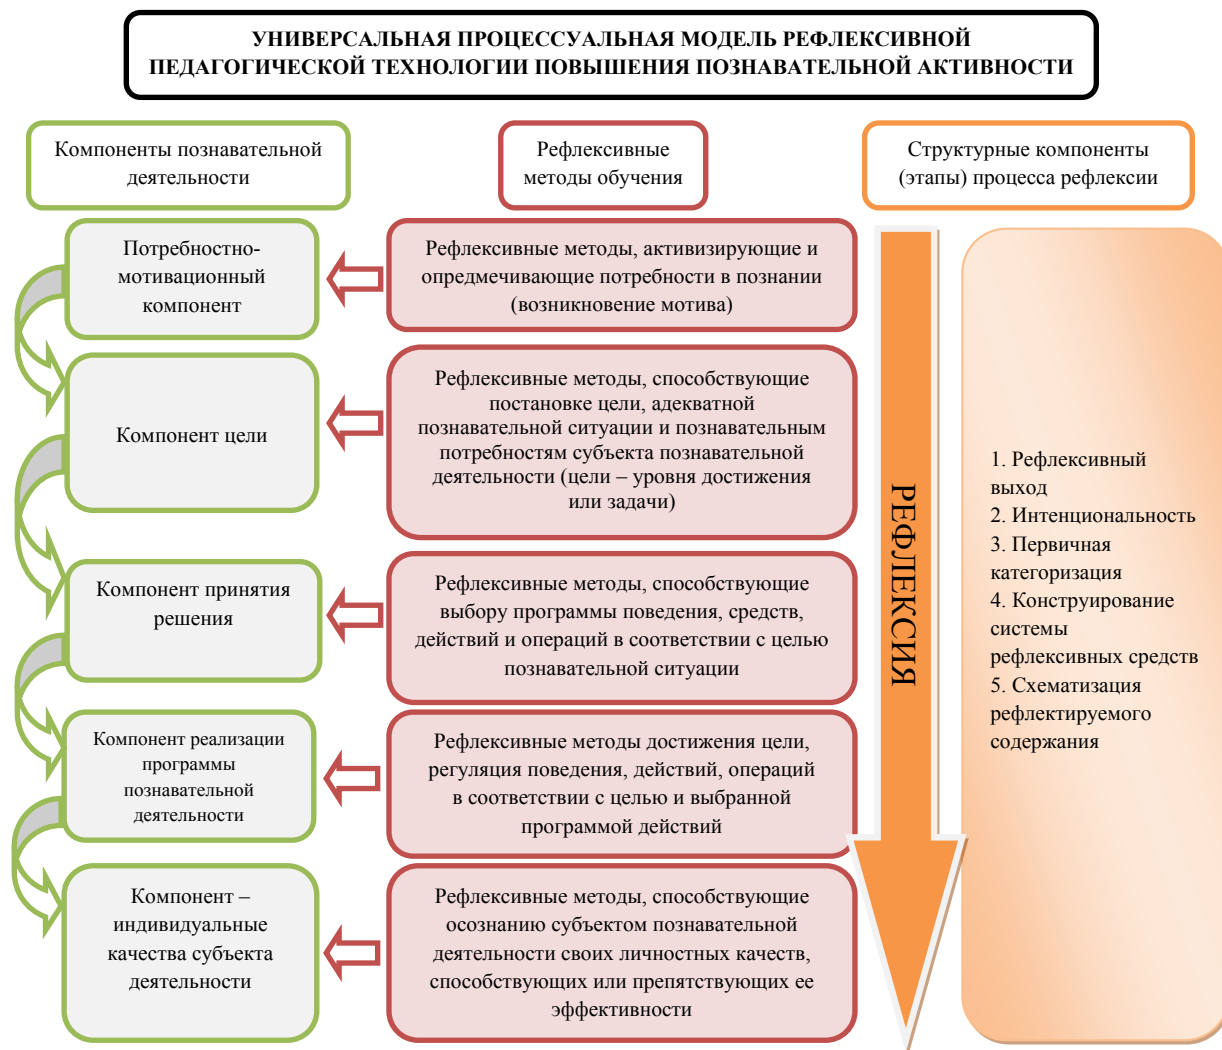 УНИВЕРСАЛЬНАЯ ПРОЦЕССУАЛЬНАЯ МОДЕЛЬ РЕФЛЕКСИВНОЙ
ПЕДАГОГИЧЕСКОЙ ТЕХНОЛОГИИ ПОВЫШЕНИЯ ПОЗНАВАТЕЛЬНОЙ АКТИВНОСТИ
Компоненты познавательной
деятельности
Рефлексивные
методы обучения
Структурные компоненты
(этапы) процесса рефлексии
Потребностно-
мотивационный
компонент
Рефлексивные методы, активизирующие и
опредмечивающие потребности в познании
(возникновение мотива)
Компонент цели
Рефлексивные методы, способствующие
постановке цели, адекватной
познавательной ситуации и познавательным
потребностям субъекта познавательной
деятельности (цели – уровня достижения
или задачи)
Компонент принятия
решения
Рефлексивные методы, способствующие
выбору программы поведения, средств,
действий и операций в соответствии с целью
познавательной ситуации
Компонент реализации
программы
познавательной
деятельности
Рефлексивные методы достижения цели,
регуляция поведения, действий, операций
в соответствии с целью и выбранной
программой действий
Компонент –
индивидуальные
качества субъекта
деятельности
Рефлексивные методы, способствующие
осознанию субъектом познавательной
деятельности своих личностных качеств,
способствующих или препятствующих ее
эффективности
РЕФЛЕКСИЯ
1. Рефлексивный
выход
2. Интенциональность
3. Первичная
категоризация
4. Конструирование
системы
рефлексивных средств
5. Схематизация
рефлектируемого
содержания